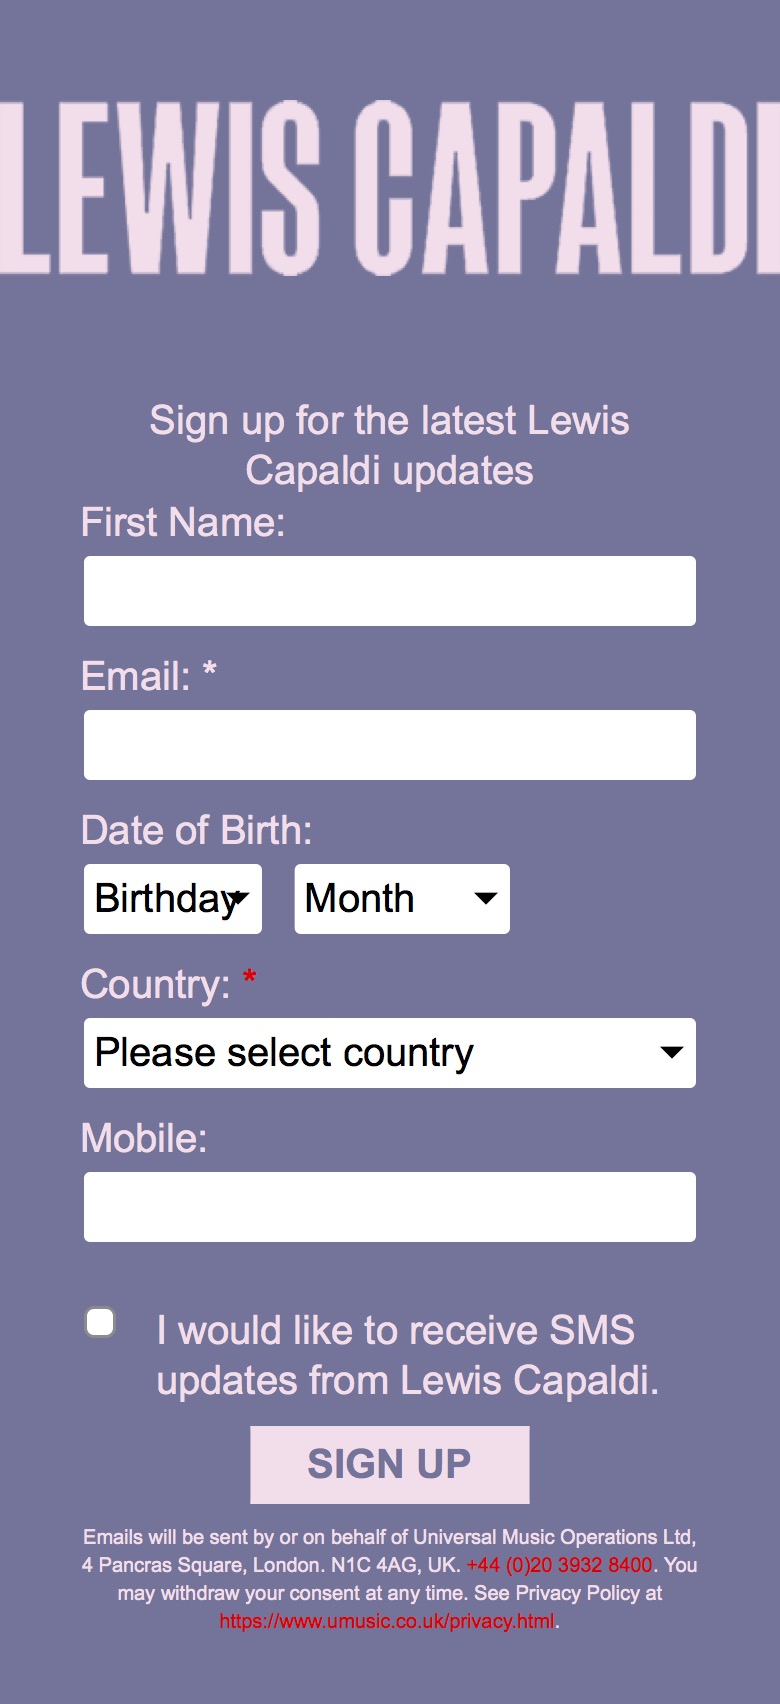 LEWIS CAPALDI
Sign up for the latest Lewis
Capaldi updates
First Name:
Email: *
Date of Birth:
Birthday Month
Country: *
Please select country
Mobile:
I would like to receive SMS
updates from Lewis Capaldi.
SIGN UP
Emails will be sent by or on behalf of Universal Music Operations Ltd,
4 Pancras Square, London. N1C 4AG, UK. +44 (0)20 3932 8400. You
may withdraw your consent at any time. See Privacy Policy at
https://www.umusic.co.uk/privacy.html.